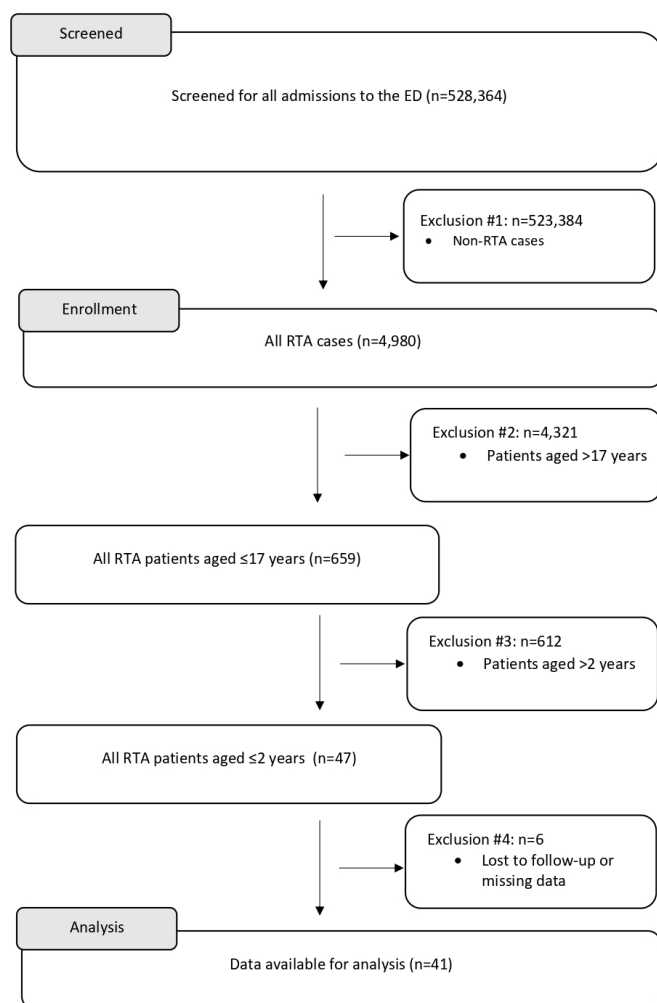 Screened
Screened for all admissions to the ED (n=528,364)
Exclusion #1: n=523,384
• Non-RTA cases
Enrollment
All RTA cases (n=4,980)
Exclusion #2: n=4,321
• Patients aged >17 years
All RTA patients aged ≤17 years (n=659)
Exclusion #3: n=612
• Patients aged >2 years
All RTA patients aged ≤2 years (n=47)
Exclusion #4: n=6
• Lost to follow-up or
missing data
Analysis
Data available for analysis (n=41)